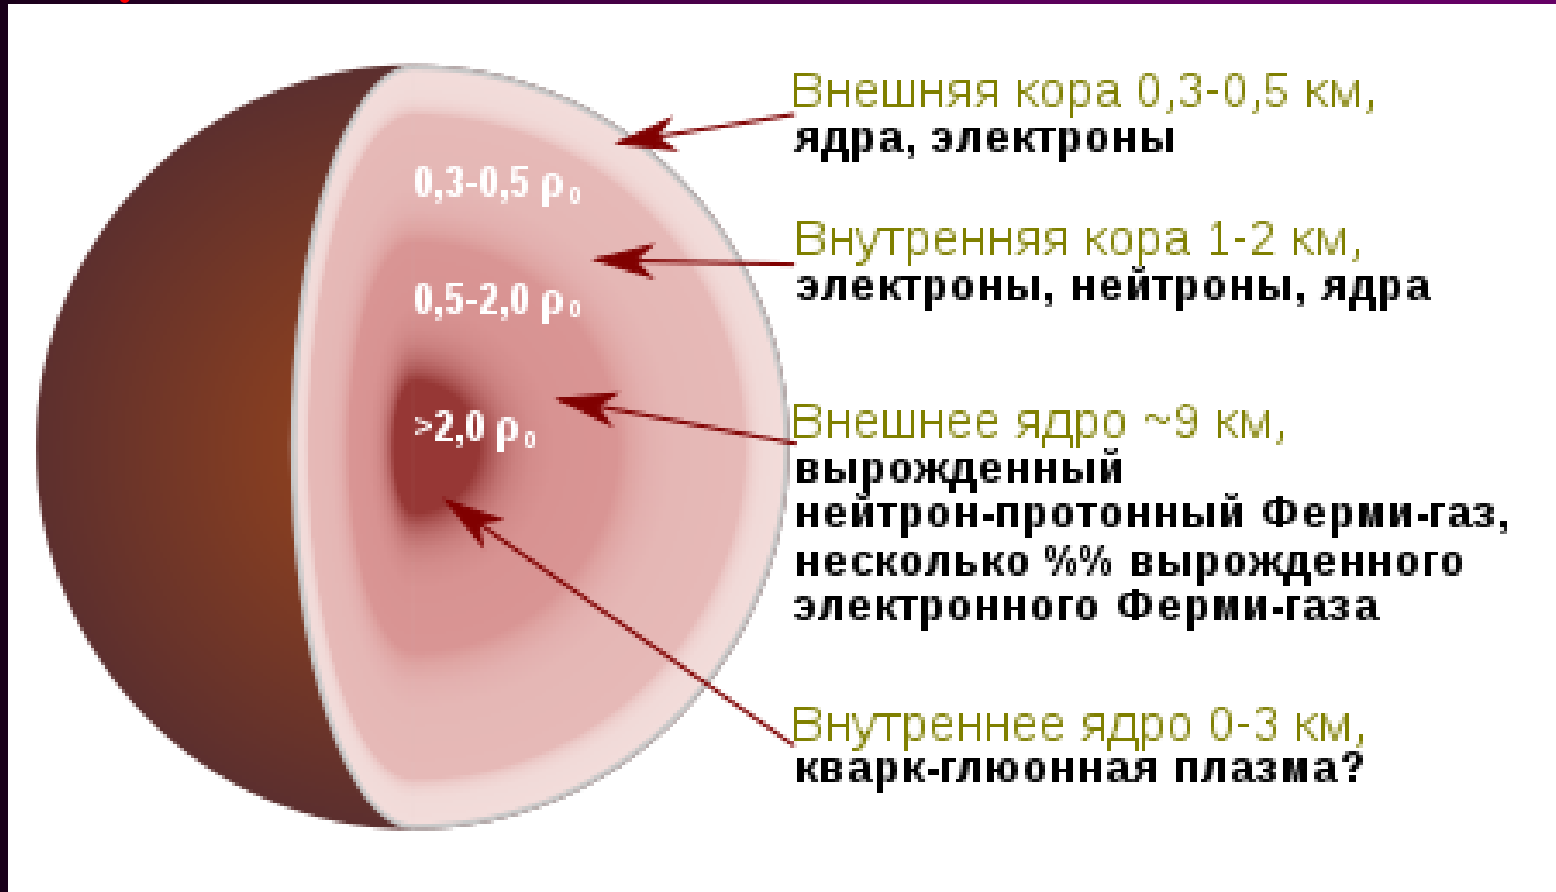 Внешняя кора 0,3-0,5 км,
ядра, электроны
0,3-0,5 ρ₀
Внутренняя кора 1-2 км,
электроны, нейтроны, ядра
0,5-2,0 ρ₀
>2,0 ρ₀
Внешнее ядро ~9 км,
вырожденный
нейтрон-протонный Ферми-газ,
несколько %% вырожденного
электронного Ферми-газа
Внутреннее ядро 0-3 км,
кварк-глюонная плазма?